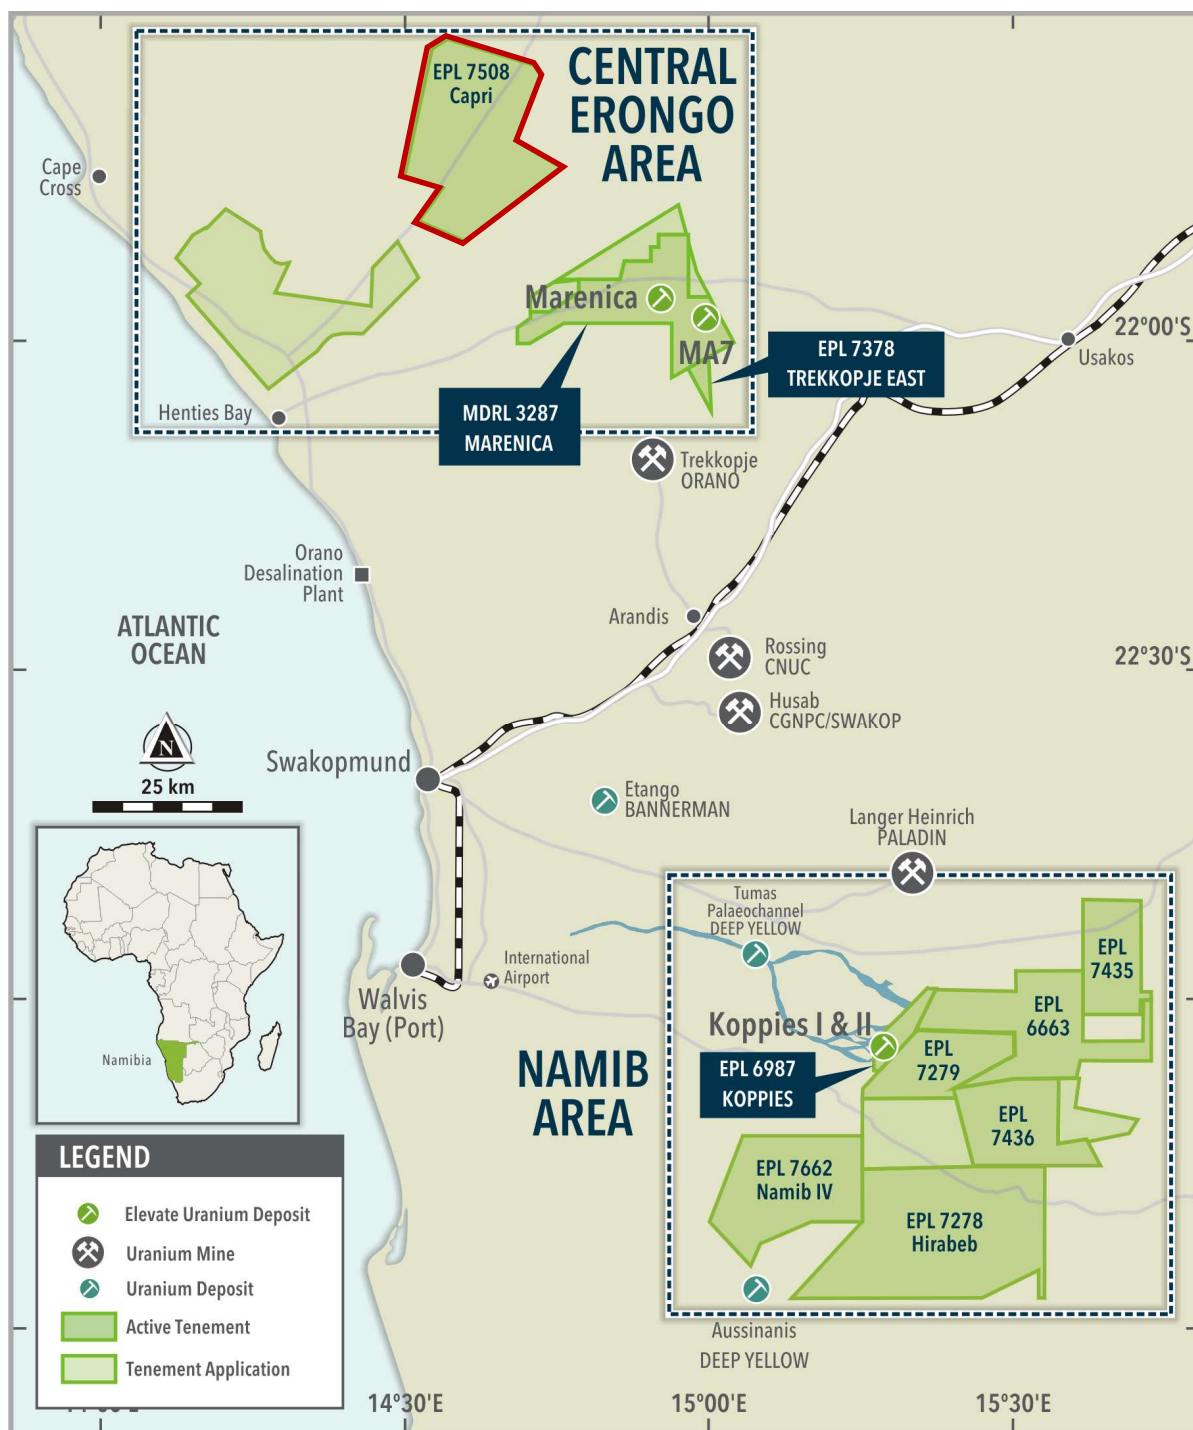 EPL 7508
Capri
CENTRAL
ERONGO
AREA
Cape
Cross
Marenica
MA7
22°00'S
Usakos
EPL 7378
TREKKOPJE EAST
Henties Bay
MDRL 3287
MARENICA
Trekkopje
ORANO
Orano
Desalination
Plant
ATLANTIC
OCEAN
Arandis
Rossing
CNUC
22°30'S
Husab
CGNPC/SWAKOP
N
25 km
Swakopmund
Etango
BANNERMAN
Langer Heinrich
PALADIN
Namibia
Walvis
Bay (Port)
International
Airport
Tumas
Palaeochannel
DEEP YELLOW
Koppies I & II
EPL
7435
EPL
6663
EPL
7279
EPL 6987
KOPPIES
EPL
7436
NAMIB
AREA
EPL 7662
Namib IV
EPL 7278
Hirabeb
Aussinanis
DEEP YELLOW
LEGEND
Elevate Uranium Deposit
Uranium Mine
Uranium Deposit
Active Tenement
Tenement Application
14°30'E
15°00'E
15°30'E